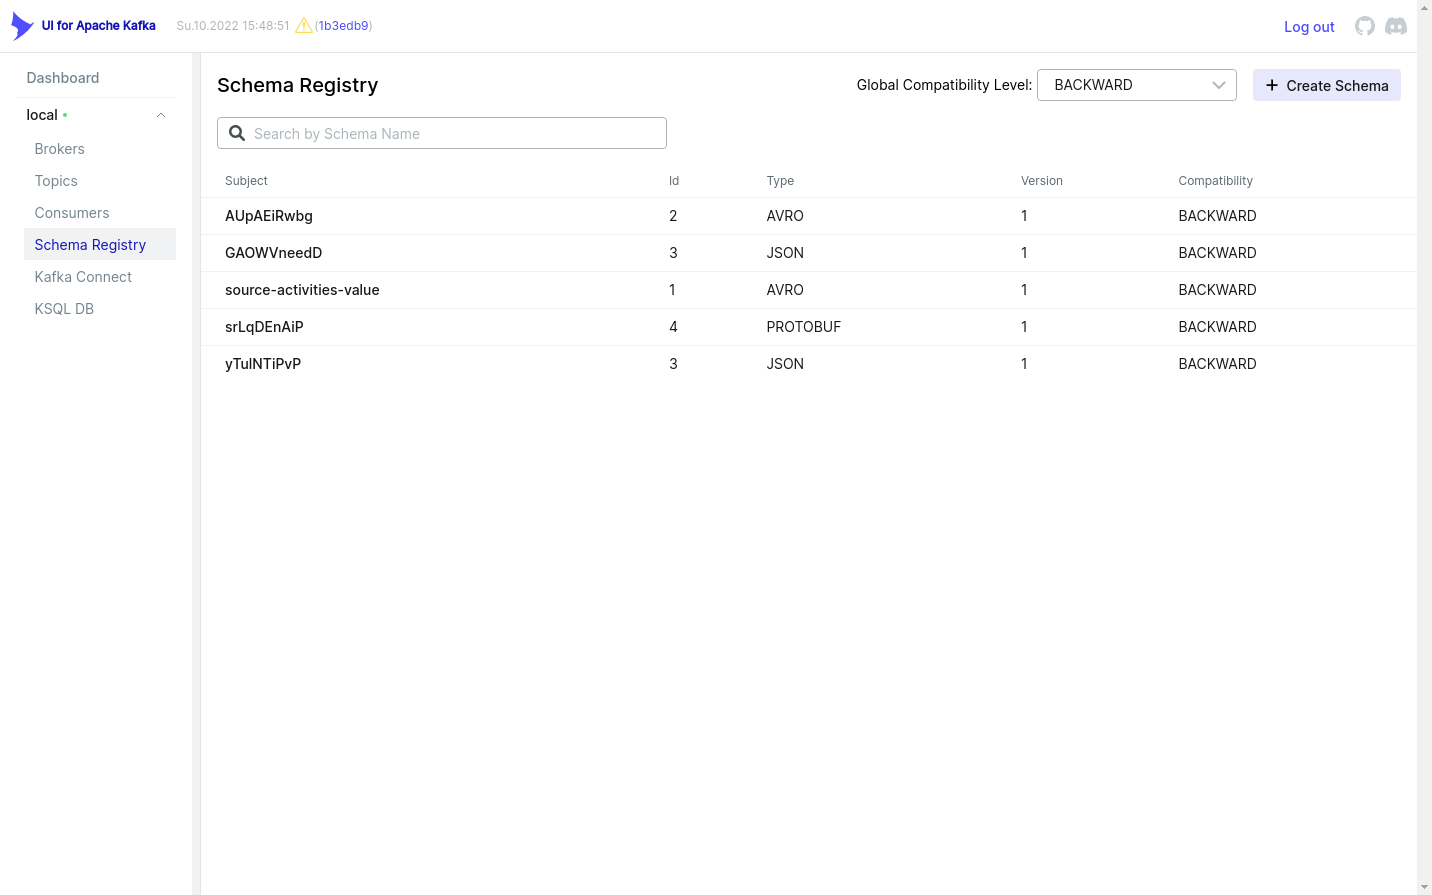 UI for Apache Kafka Su.10.2022 15:48:51 (1b3edb9) Log out
Dashboard
local
Brokers
Topics
Consumers
Schema Registry
Kafka Connect
KSQL DB
Schema Registry Global Compatibility Level: BACKWARD Create Schema
Search by Schema Name
Subject Id Type Version Compatibility
AUpAEiRwbg 2 AVRO 1 BACKWARD
GAOWVneedD 3 JSON 1 BACKWARD
source-activities-value 1 AVRO 1 BACKWARD
srLqDEnAiP 4 PROTOBUF 1 BACKWARD
yTulNTiPvP 3 JSON 1 BACKWARD